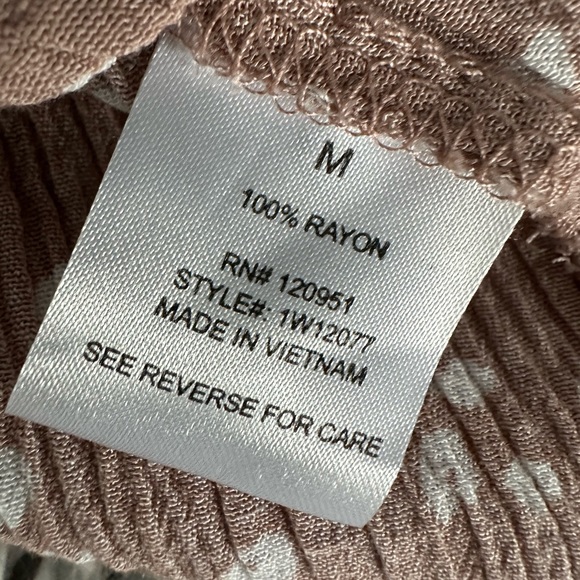 M
100% RAYON
RN# 120951
STYLE#: 1W12077
MADE IN VIETNAM
SEE REVERSE FOR CARE